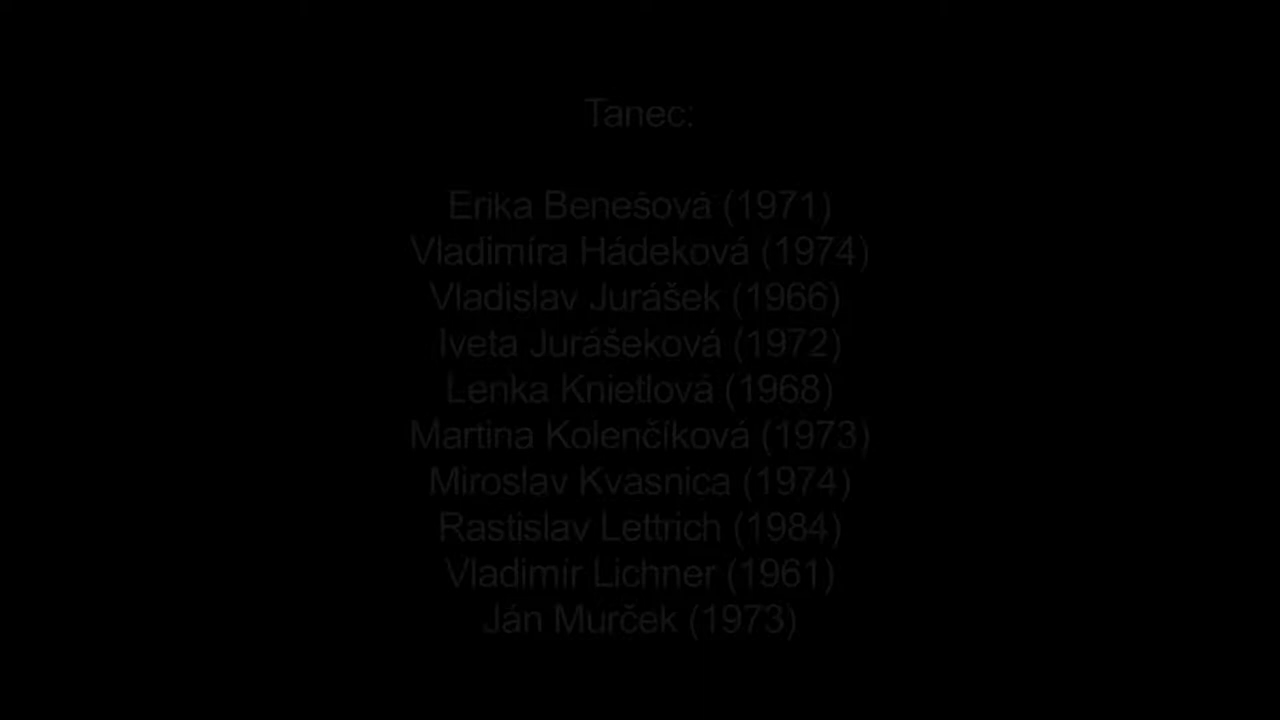 Tanec:
Erika Benešová (1971)
Vladimíra Hádeková (1974)
Vladislav Jurášek (1966)
Iveta Jurášeková (1972)
Lenka Knietlová (1968)
Martina Kolenčíková (1973)
Miroslav Kvasnica (1974)
Rastislav Lettrich (1984)
Vladimír Lichner (1961)
Ján Murček (1973)